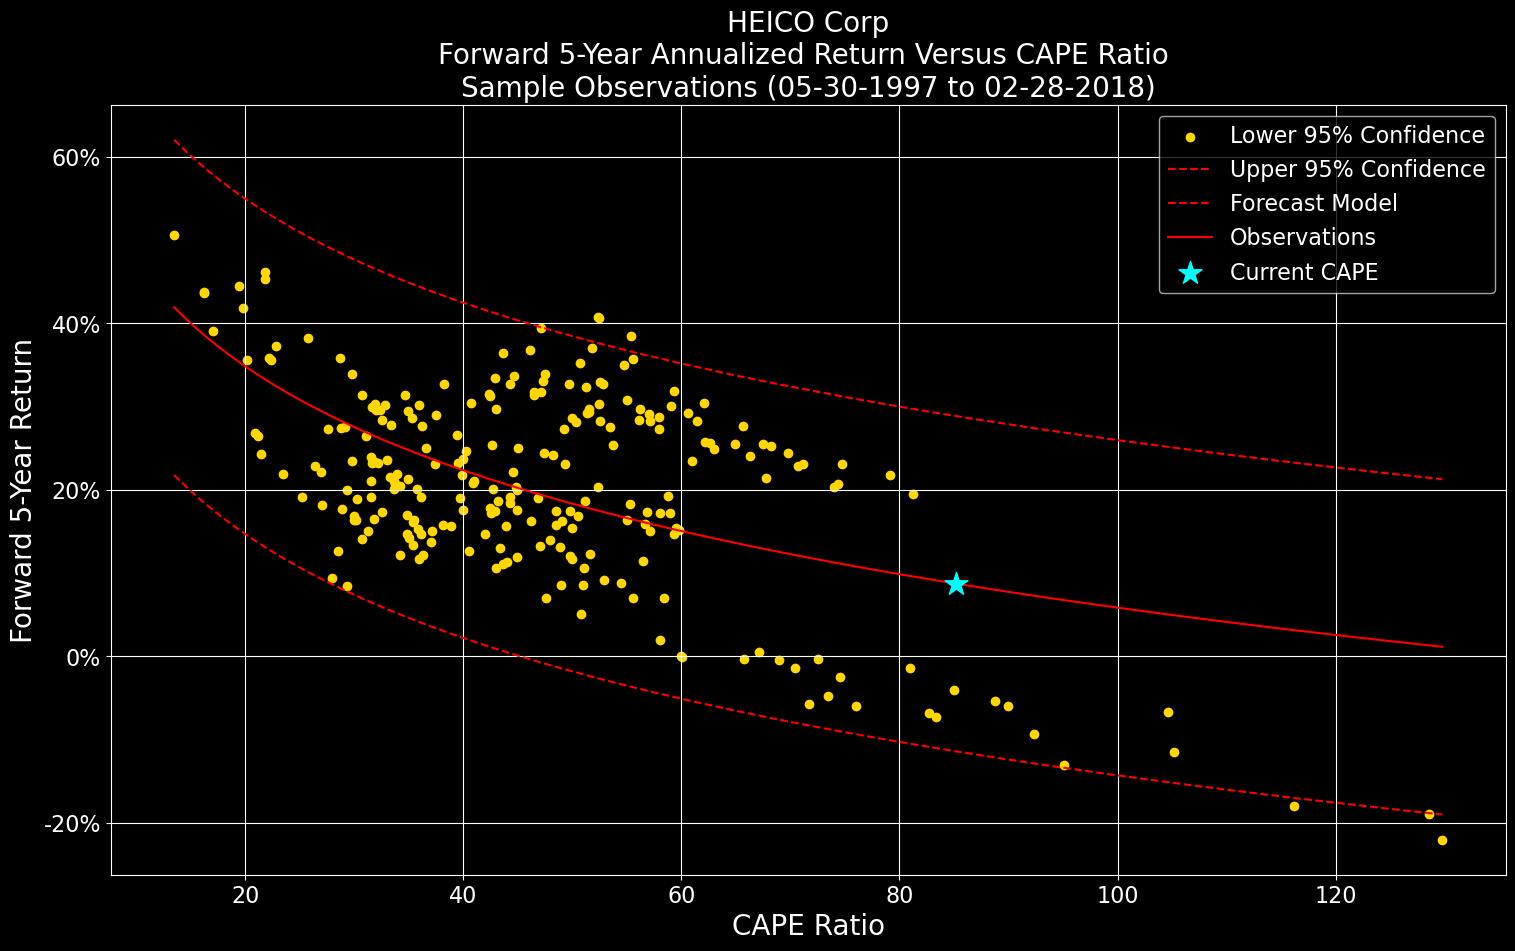 HEICO Corp
Forward 5-Year Annualized Return Versus CAPE Ratio
Sample Observations (05-30-1997 to 02-28-2018)
Lower 95% Confidence
Upper 95% Confidence
Forecast Model
Observations
Current CAPE
Forward 5-Year Return
60%
40%
20%
0%
-20%
20 40 60 80 100 120
CAPE Ratio